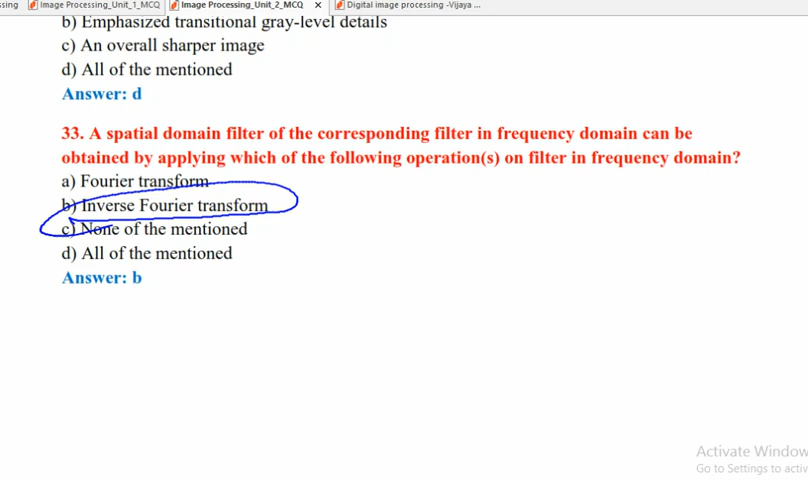 ssing
Image Processing_Unit_1_MCQ
Image Processing_Unit_2_MCQ
Digital image processing -Vijaya ...
b) Emphasized transitional gray-level details
c) An overall sharper image
d) All of the mentioned
Answer: d
33. A spatial domain filter of the corresponding filter in frequency domain can be
obtained by applying which of the following operation(s) on filter in frequency domain?
a) Fourier transform
b) Inverse Fourier transform
c) None of the mentioned
d) All of the mentioned
Answer: b
Activate Window
Go to Settings to activ